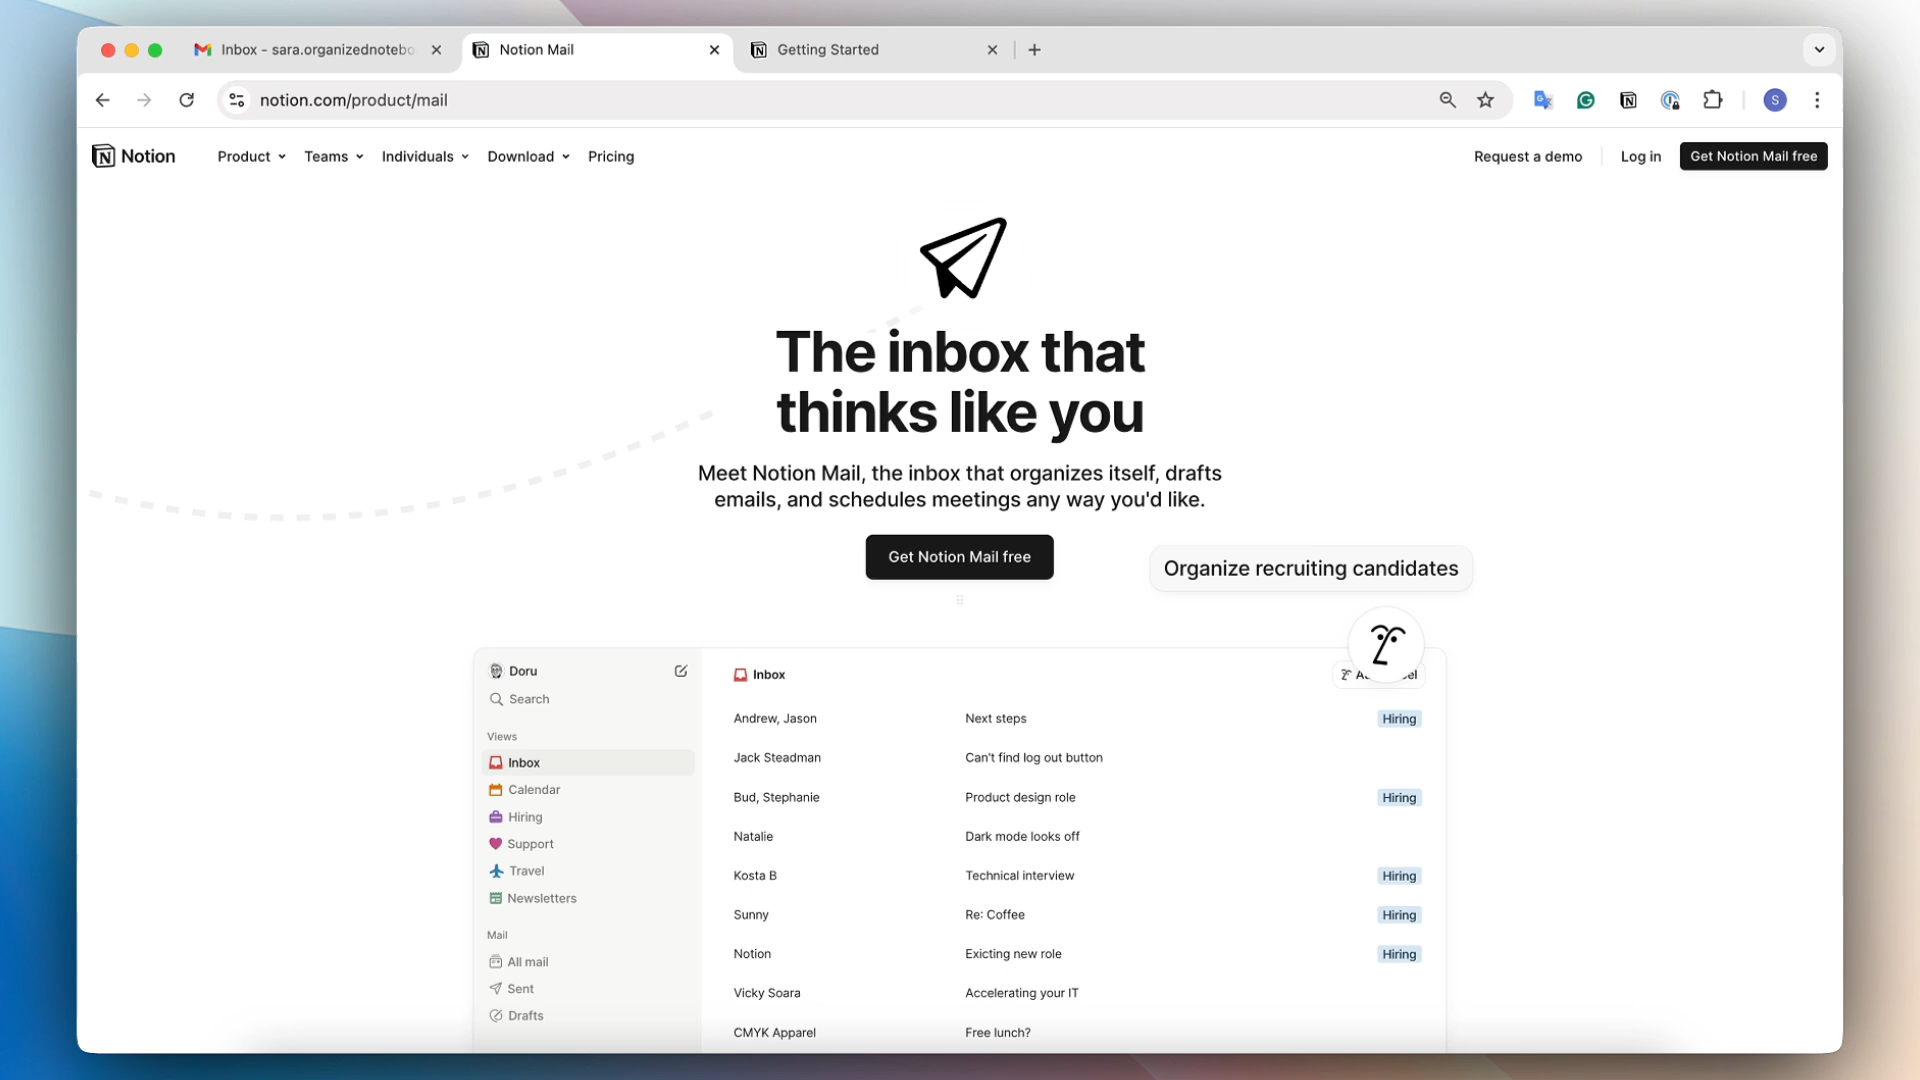 Inbox - sara.organizednotebo
Notion Mail
Getting Started
notion.com/product/mail
S
Notion
Product
Teams
Individuals
Download
Pricing
Request a demo
Log in
Get Notion Mail free
The inbox that
thinks like you
Meet Notion Mail, the inbox that organizes itself, drafts
emails, and schedules meetings any way you'd like.
Get Notion Mail free
Organize recruiting candidates
Doru
Search
Views
Inbox
Calendar
Hiring
Support
Travel
Newsletters
Mail
All mail
Sent
Drafts
Inbox
Andrew, Jason Next steps Hiring
Jack Steadman Can't find log out button
Bud, Stephanie Product design role Hiring
Natalie Dark mode looks off
Kosta B Technical interview Hiring
Sunny Re: Coffee Hiring
Notion Exicting new role Hiring
Vicky Soara Accelerating your IT
CMYK Apparel Free lunch?